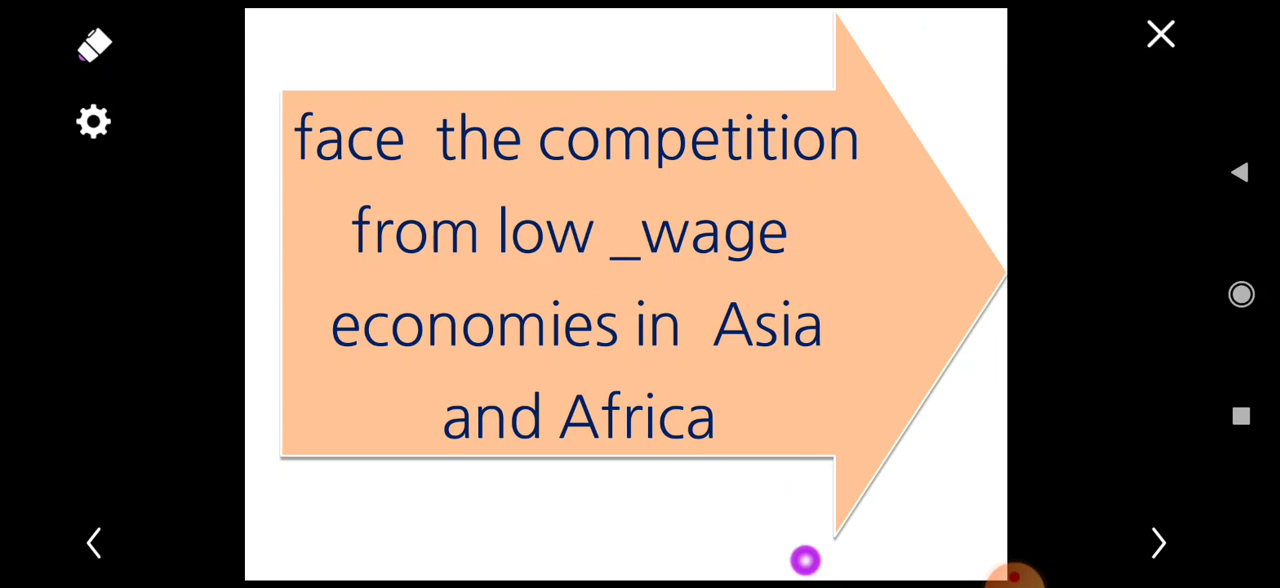 face the competition
from low _wage
economies in Asia
and Africa